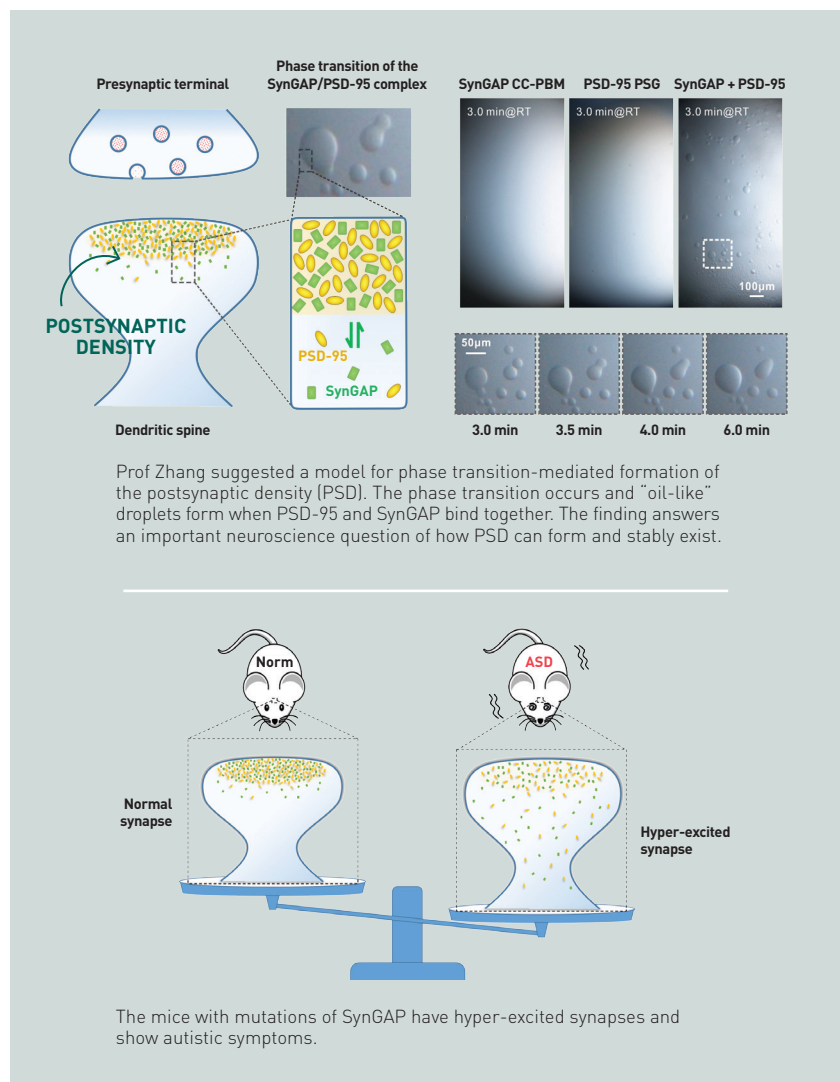 Presynaptic terminal
Phase transition of the
SynGAP/PSD-95 complex
SynGAP CC-PBM
PSD-95 PSG
SynGAP + PSD-95
3.0 min@RT
3.0 min@RT
3.0 min@RT
100µm
POSTSYNAPTIC
DENSITY
PSD-95
SynGAP
50µm
3.0 min
3.5 min
4.0 min
6.0 min
Dendritic spine
Prof Zhang suggested a model for phase transition-mediated formation of
the postsynaptic density (PSD). The phase transition occurs and “oil-like”
droplets form when PSD-95 and SynGAP bind together. The finding answers
an important neuroscience question of how PSD can form and stably exist.
Norm
ASD
Normal
synapse
Hyper-excited
synapse
The mice with mutations of SynGAP have hyper-excited synapses and
show autistic symptoms.